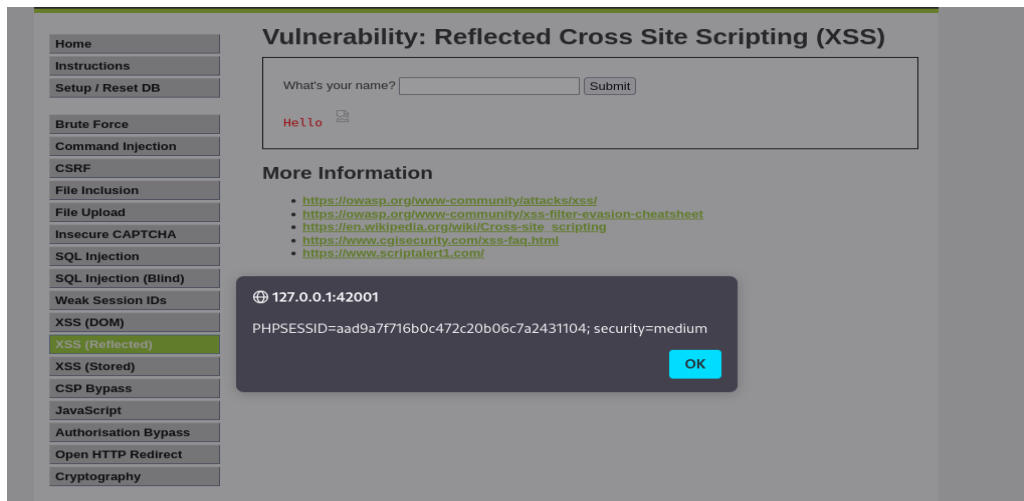 Home
Instructions
Setup / Reset DB
Brute Force
Command Injection
CSRF
File Inclusion
File Upload
Insecure CAPTCHA
SQL Injection
SQL Injection (Blind)
Weak Session IDs
XSS (DOM)
XSS (Reflected)
XSS (Stored)
CSP Bypass
JavaScript
Authorisation Bypass
Open HTTP Redirect
Cryptography
Vulnerability: Reflected Cross Site Scripting (XSS)
What's your name? Submit
Hello
More Information
https://owasp.org/www-community/attacks/xss/
https://owasp.org/www-community/xss-filter-evasion-cheatsheet
https://en.wikipedia.org/wiki/Cross-site_scripting
https://www.cgisecurity.com/xss-faq.html
https://www.scriptalert1.com/
127.0.0.1:42001
PHPSESSID=aad9a7f716b0c472c20b06c7a2431104; security=medium
OK